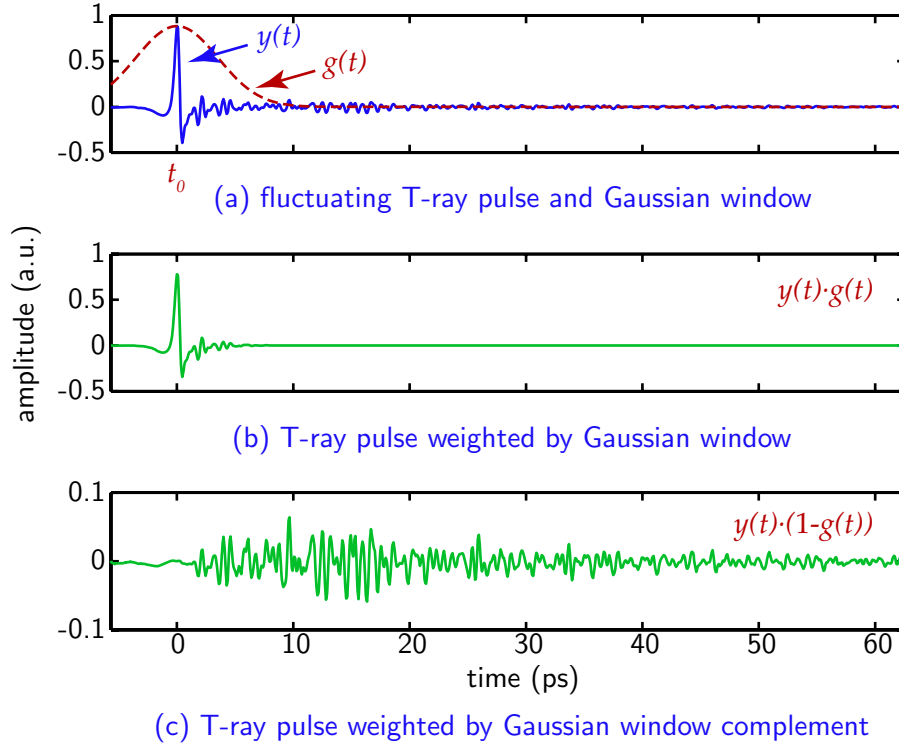 1
y(t)
g(t)
0.5
0
-0.5
t0
(a) fluctuating T-ray pulse and Gaussian window
amplitude (a.u.)
1
y(t)·g(t)
0.5
0
-0.5
(b) T-ray pulse weighted by Gaussian window
0.1
y(t)·(1-g(t))
0
-0.1
0 10 20 30 40 50 60
time (ps)
(c) T-ray pulse weighted by Gaussian window complement